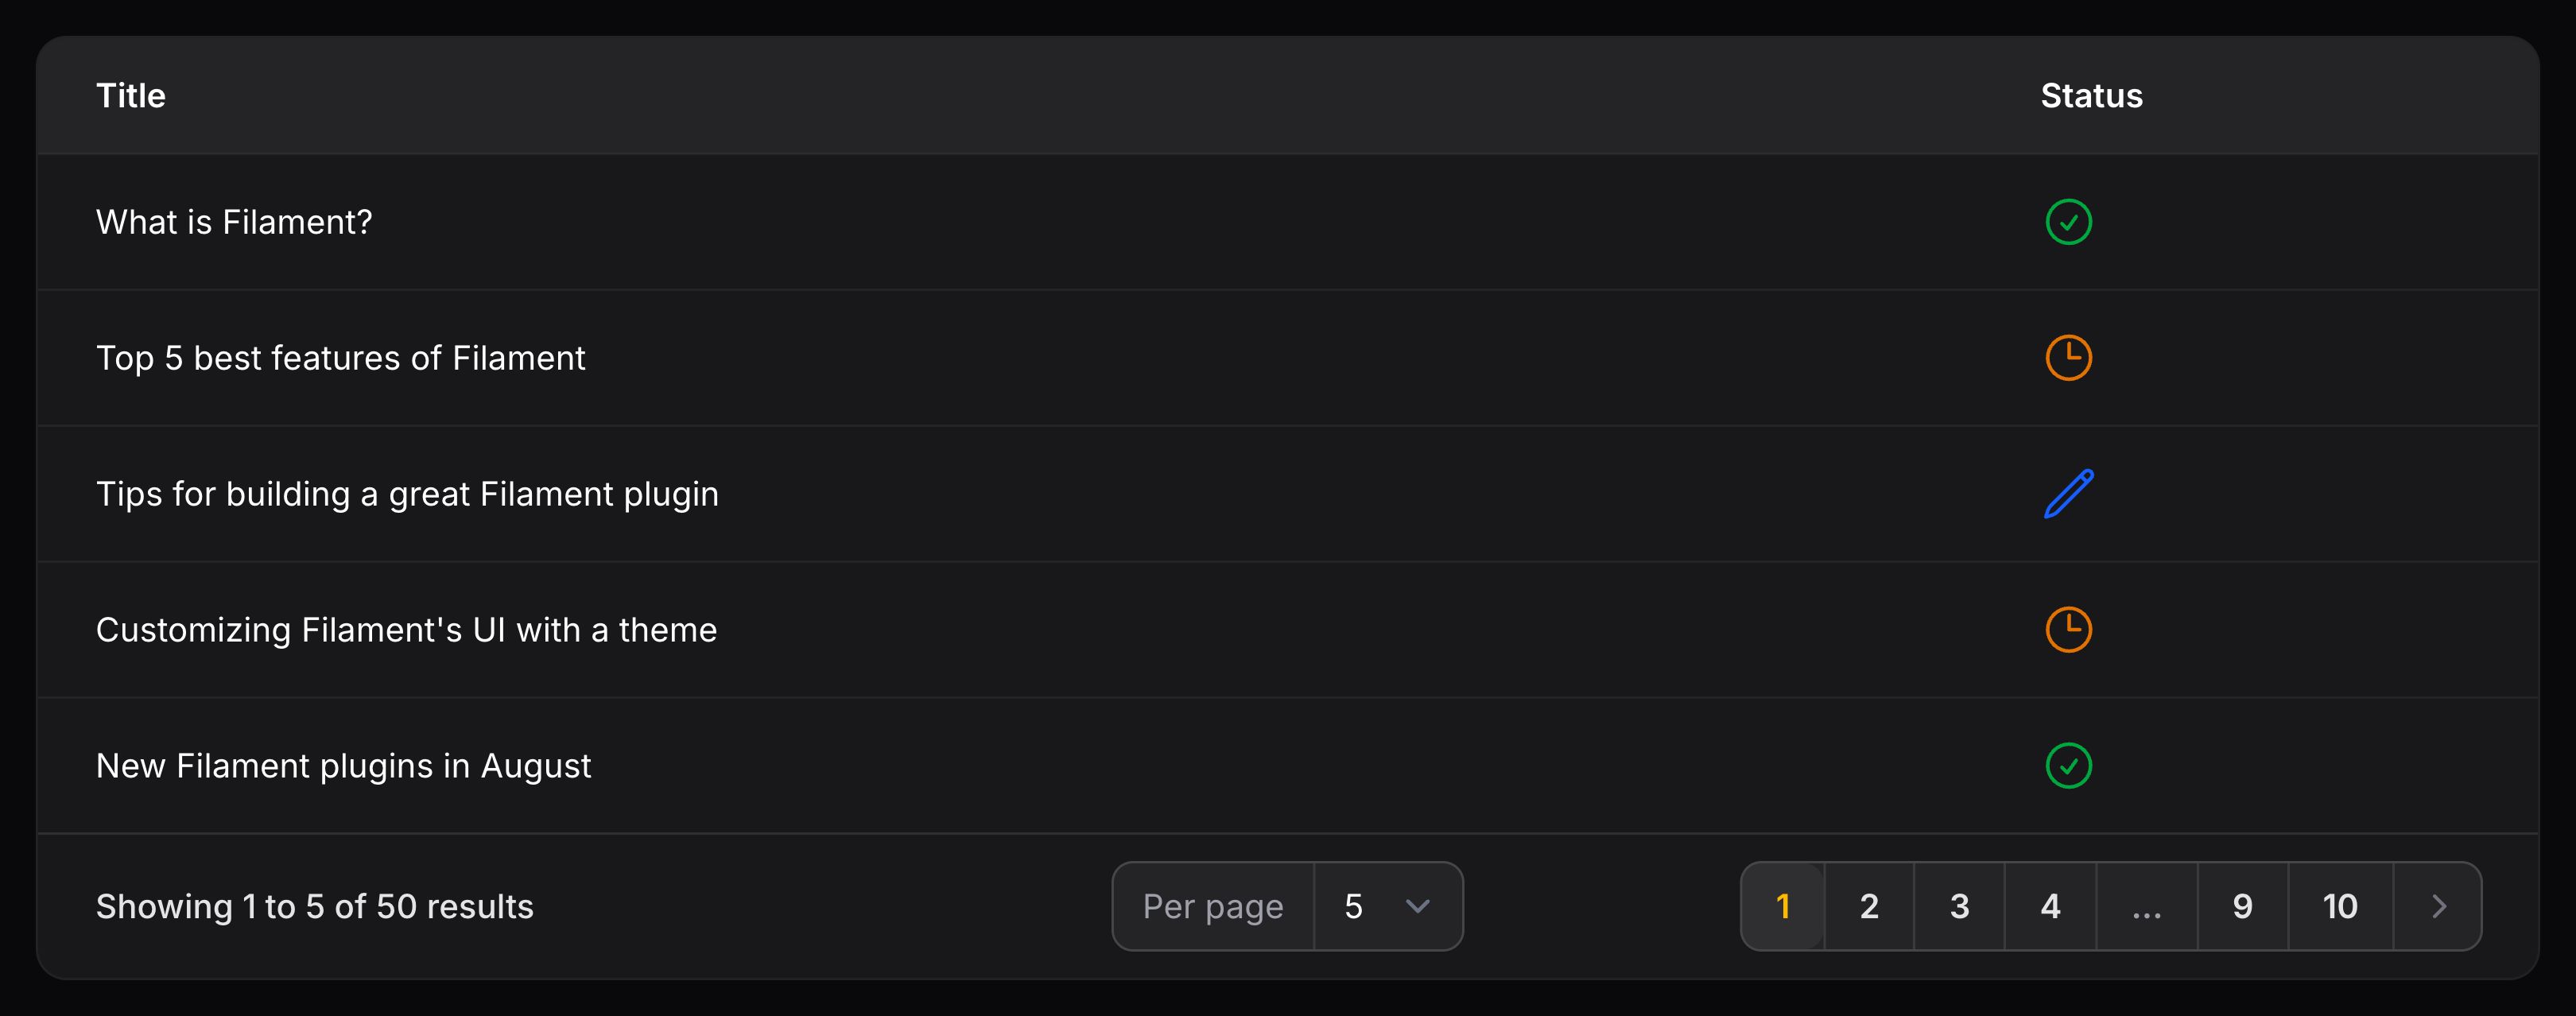 Title Status
What is Filament?
Top 5 best features of Filament
Tips for building a great Filament plugin
Customizing Filament's UI with a theme
New Filament plugins in August
Showing 1 to 5 of 50 results Per page 5 1 2 3 4 ... 9 10